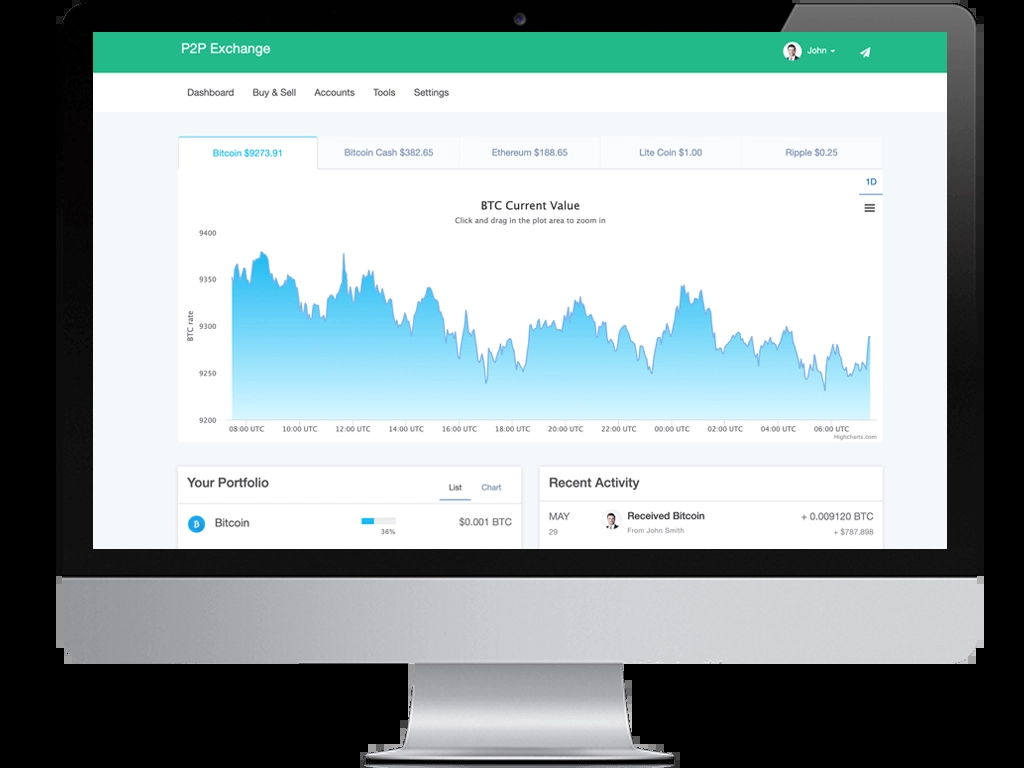 P2P Exchange
John
Dashboard Buy & Sell Accounts Tools Settings
Bitcoin $9273.91 Bitcoin Cash $382.65 Ethereum $188.65 Lite Coin $1.00 Ripple $0.25
1D
BTC Current Value
Click and drag in the plot area to zoom in
BTC rate
9400
9350
9300
9250
9200
08:00 UTC 10:00 UTC 12:00 UTC 14:00 UTC 16:00 UTC 18:00 UTC 20:00 UTC 22:00 UTC 00:00 UTC 02:00 UTC 04:00 UTC 06:00 UTC
Highcharts.com
Your Portfolio
List Chart
Bitcoin
36%
$0.001 BTC
Recent Activity
MAY
29
Received Bitcoin
From John Smith
+ 0.009120 BTC
+ $787.898